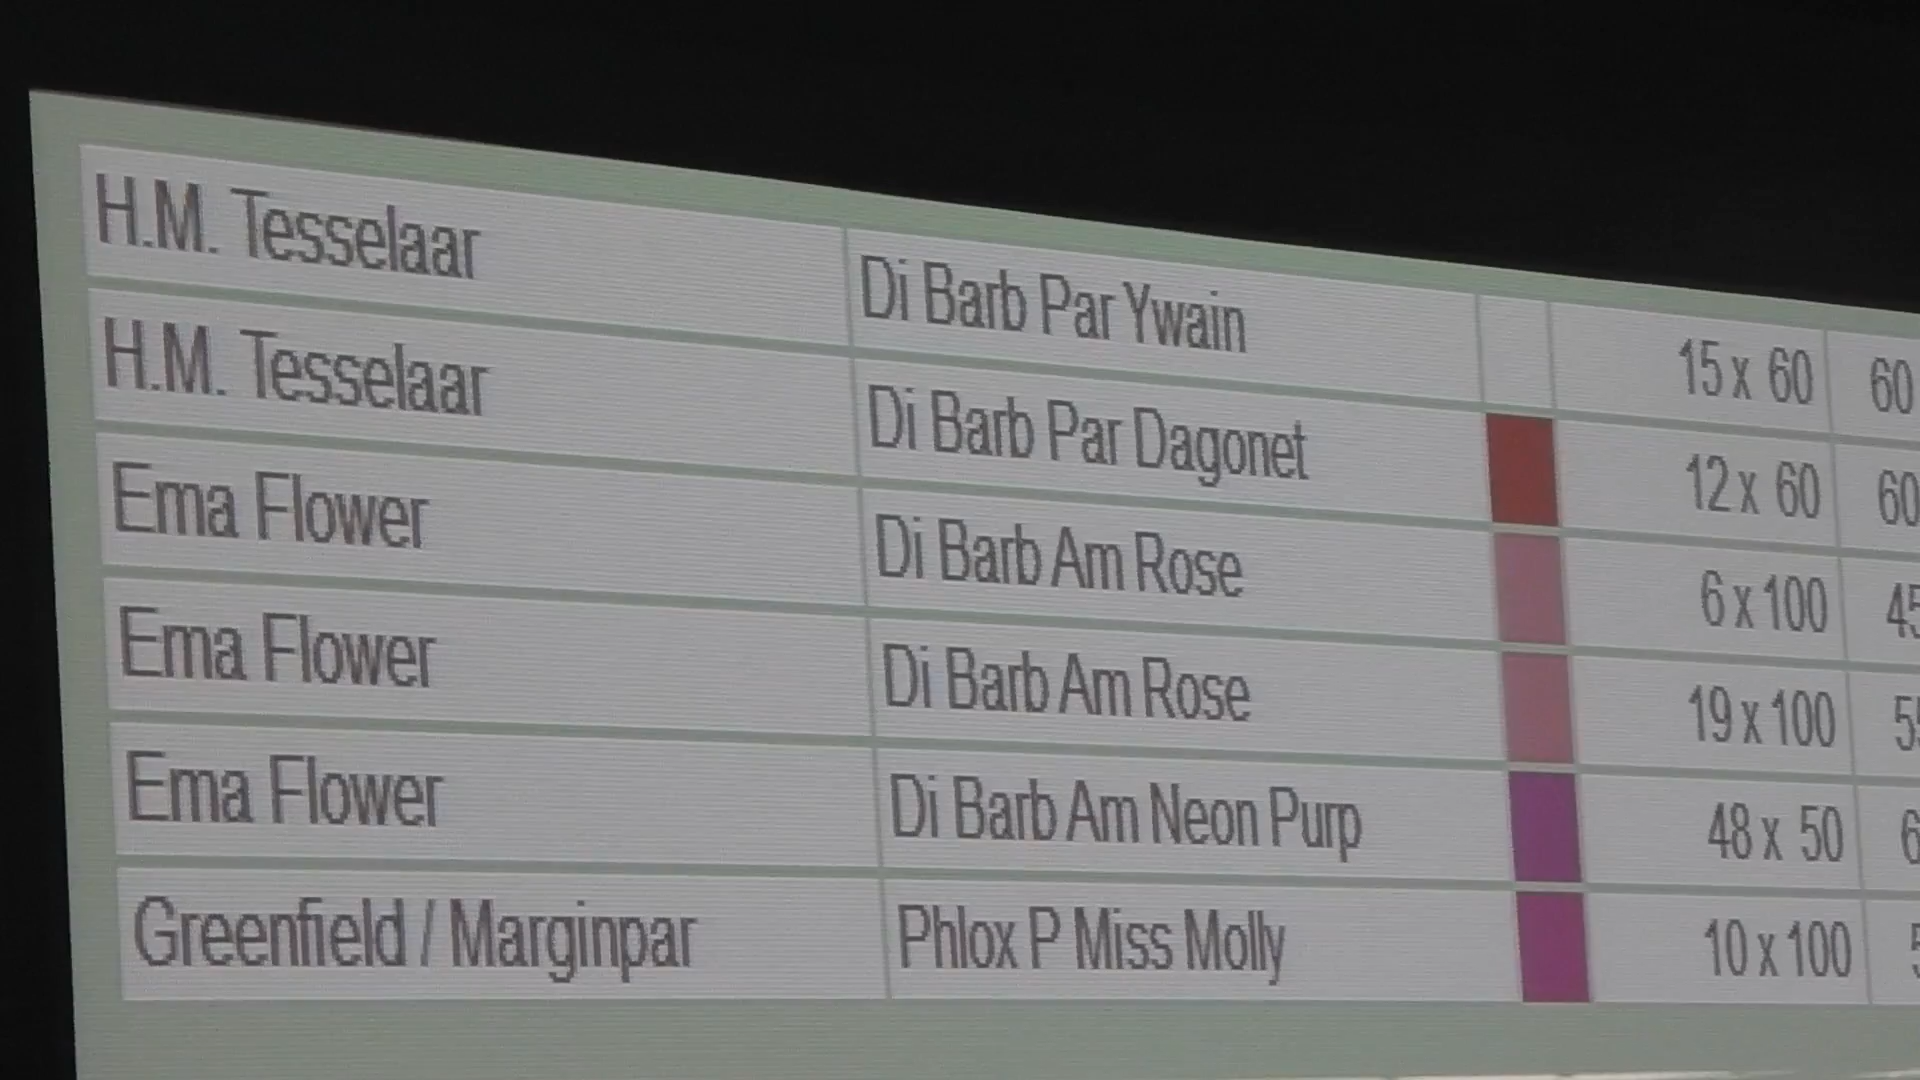 H.M. Tesselaar Di Barb Par Ywain 15 x 60 60
H.M. Tesselaar Di Barb Par Dagonet 12 x 60 60
Ema Flower Di Barb Am Rose 6 x 100
Ema Flower Di Barb Am Rose 19 x 100
Ema Flower Di Barb Am Neon Purp 48 x 50
Greenfield / Marginpar Phlox P Miss Molly 10 x 100